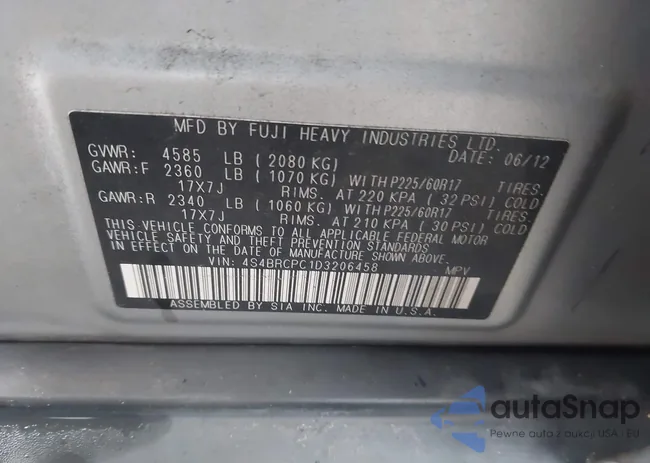 MFD BY FUJI HEAVY INDUSTRIES LTD.
GVWR: 4585 LB (2080 KG) DATE: 06/12
GAWR:F 2360 LB (1070 KG) WITH P225/60R17 TIRES.
17X7J RIMS. AT 220 KPA (32 PSI) COLD
GAWR:R 2340 LB (1060 KG) WITH P225/60R17 TIRES.
17X7J RIMS. AT 210 KPA (30 PSI) COLD
THIS VEHICLE CONFORMS TO ALL APPLICABLE FEDERAL MOTOR
VEHICLE SAFETY AND THEFT PREVENTION STANDARDS
IN EFFECT ON THE DATE OF MANUFACTURE SHOWN ABOVE.
VIN: 4S4BRCPC1D3206458 MPV
ASSEMBLED BY SIA INC. MADE IN U.S.A.
autoSnap
Pewne auto z aukcji USA - EU